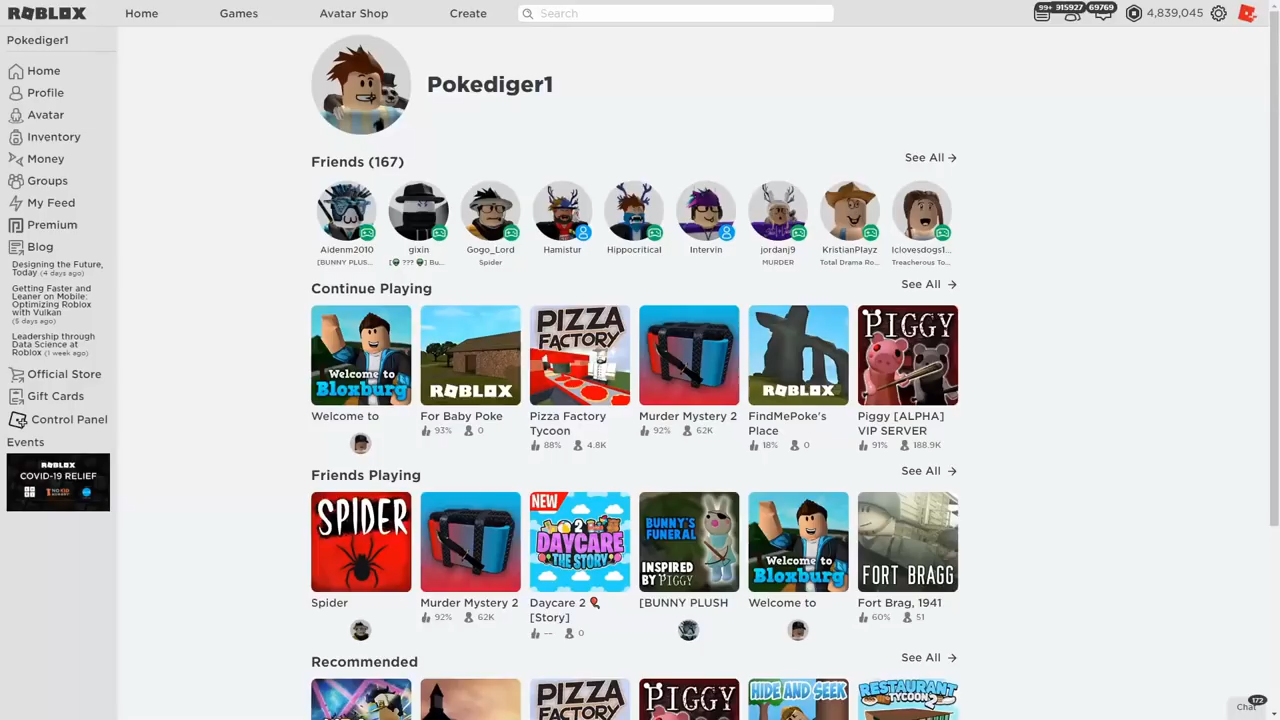 ROBLOX
Home
Games
Avatar Shop
Create
Search
99+
915927
69769
4,839,045
Pokediger1
Home
Profile
Avatar
Inventory
Money
Groups
My Feed
Premium
Blog
Designing the Future,
Today (4 days ago)
Getting Faster and
Leaner on Mobile:
Optimizing Roblox
with Vulkan
(5 days ago)
Leadership through
Data Science at
Roblox (1 week ago)
Official Store
Gift Cards
Control Panel
Events
ROBLOX
COVID-19 RELIEF
NO KID
HUNGRY
Pokediger1
Friends (167)
See All
Aidenm2010
gixin
Gogo_Lord
Hamistur
Hippocritical
Intervin
jordanj9
KristianPlayz
Iclovesdogs1...
[BUNNY PLUS...
[👽 ??? 👽] Bu...
Spider
MURDER
Total Drama Ro...
Treacherous To...
Continue Playing
See All
Welcome to
Bloxburg
ROBLOX
PIZZA
FACTORY
ROBLOX
PIGGY
Welcome to
For Baby Poke
93% 0
Pizza Factory
Tycoon
88% 4.8K
Murder Mystery 2
92% 62K
FindMePoke's
Place
18% 0
Piggy [ALPHA]
VIP SERVER
91% 188.9K
Friends Playing
See All
SPIDER
NEW
2
DAYCARE
THE STORY
BUNNY'S
FUNERAL
INSPIRED
BY PIGGY
Welcome to
Bloxburg
FORT BRAGG
Spider
Murder Mystery 2
92% 62K
Daycare 2 🎈
[Story]
-- 0
[BUNNY PLUSH
Welcome to
Fort Brag, 1941
60% 51
Recommended
See All
PIZZA
FACTORY
PIGGY
HIDE AND SEEK
RESTAURANT
TYCOON 2
Chat
172